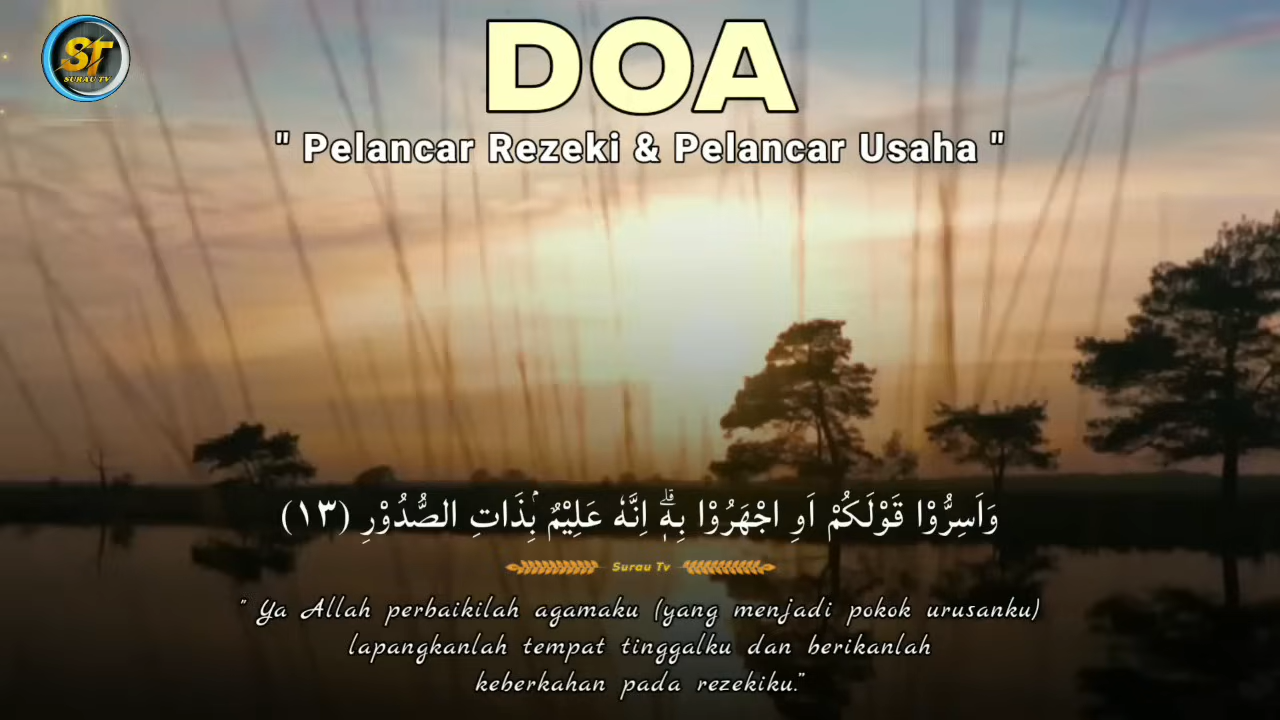 ST
SURAU TV
DOA
" Pelancar Rezeki & Pelancar Usaha "
وَاَسِرُّوْا قَوْلَكُمْ اَوِ اجْهَرُوْا بِهٖۗ اِنَّهٗ عَلِيْمٌ ۢبِذَاتِ الصُّدُوْرِ (١٣)
Surau Tv
" Ya Allah perbaikilah agamaku (yang menjadi pokok urusanku)
lapangkanlah tempat tinggalku dan berikanlah
keberkahan pada rezekiku."